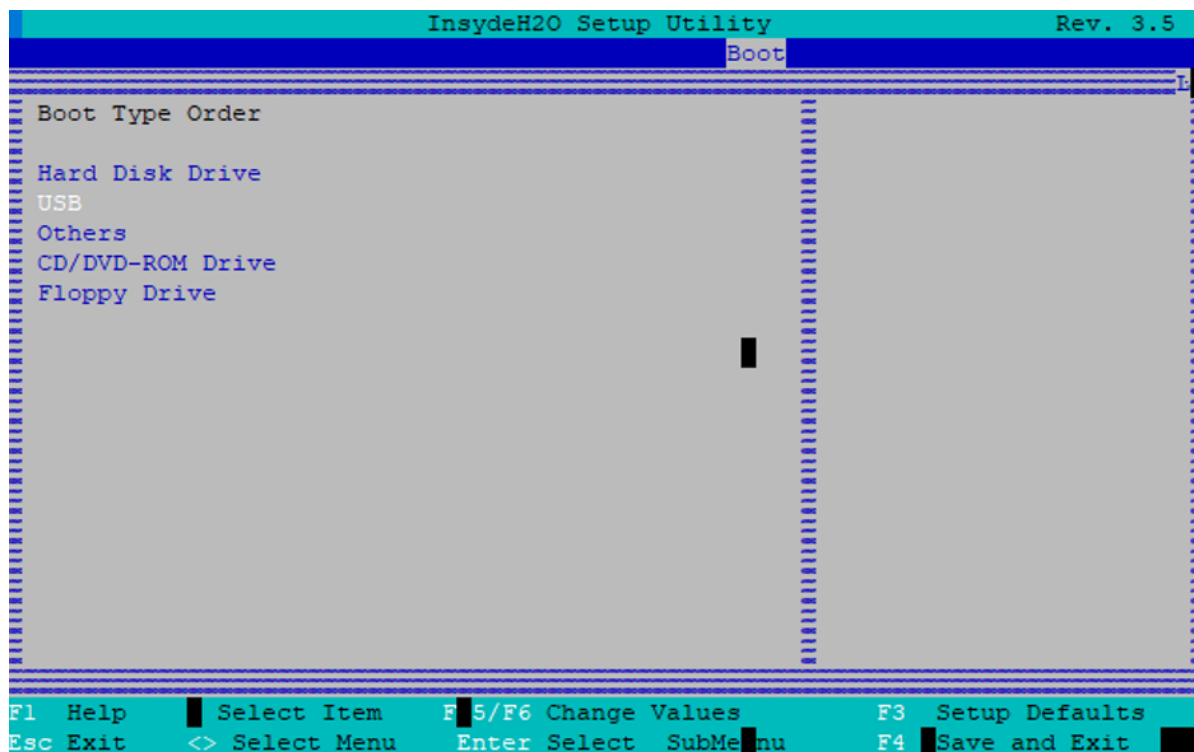 InsydeH2O Setup Utility Rev. 3.5
Boot
Boot Type Order
Hard Disk Drive
USB
Others
CD/DVD-ROM Drive
Floppy Drive
F1 Help Select Item F 5/F6 Change Values F3 Setup Defaults
Esc Exit <> Select Menu Enter Select SubMe nu F4 Save and Exit